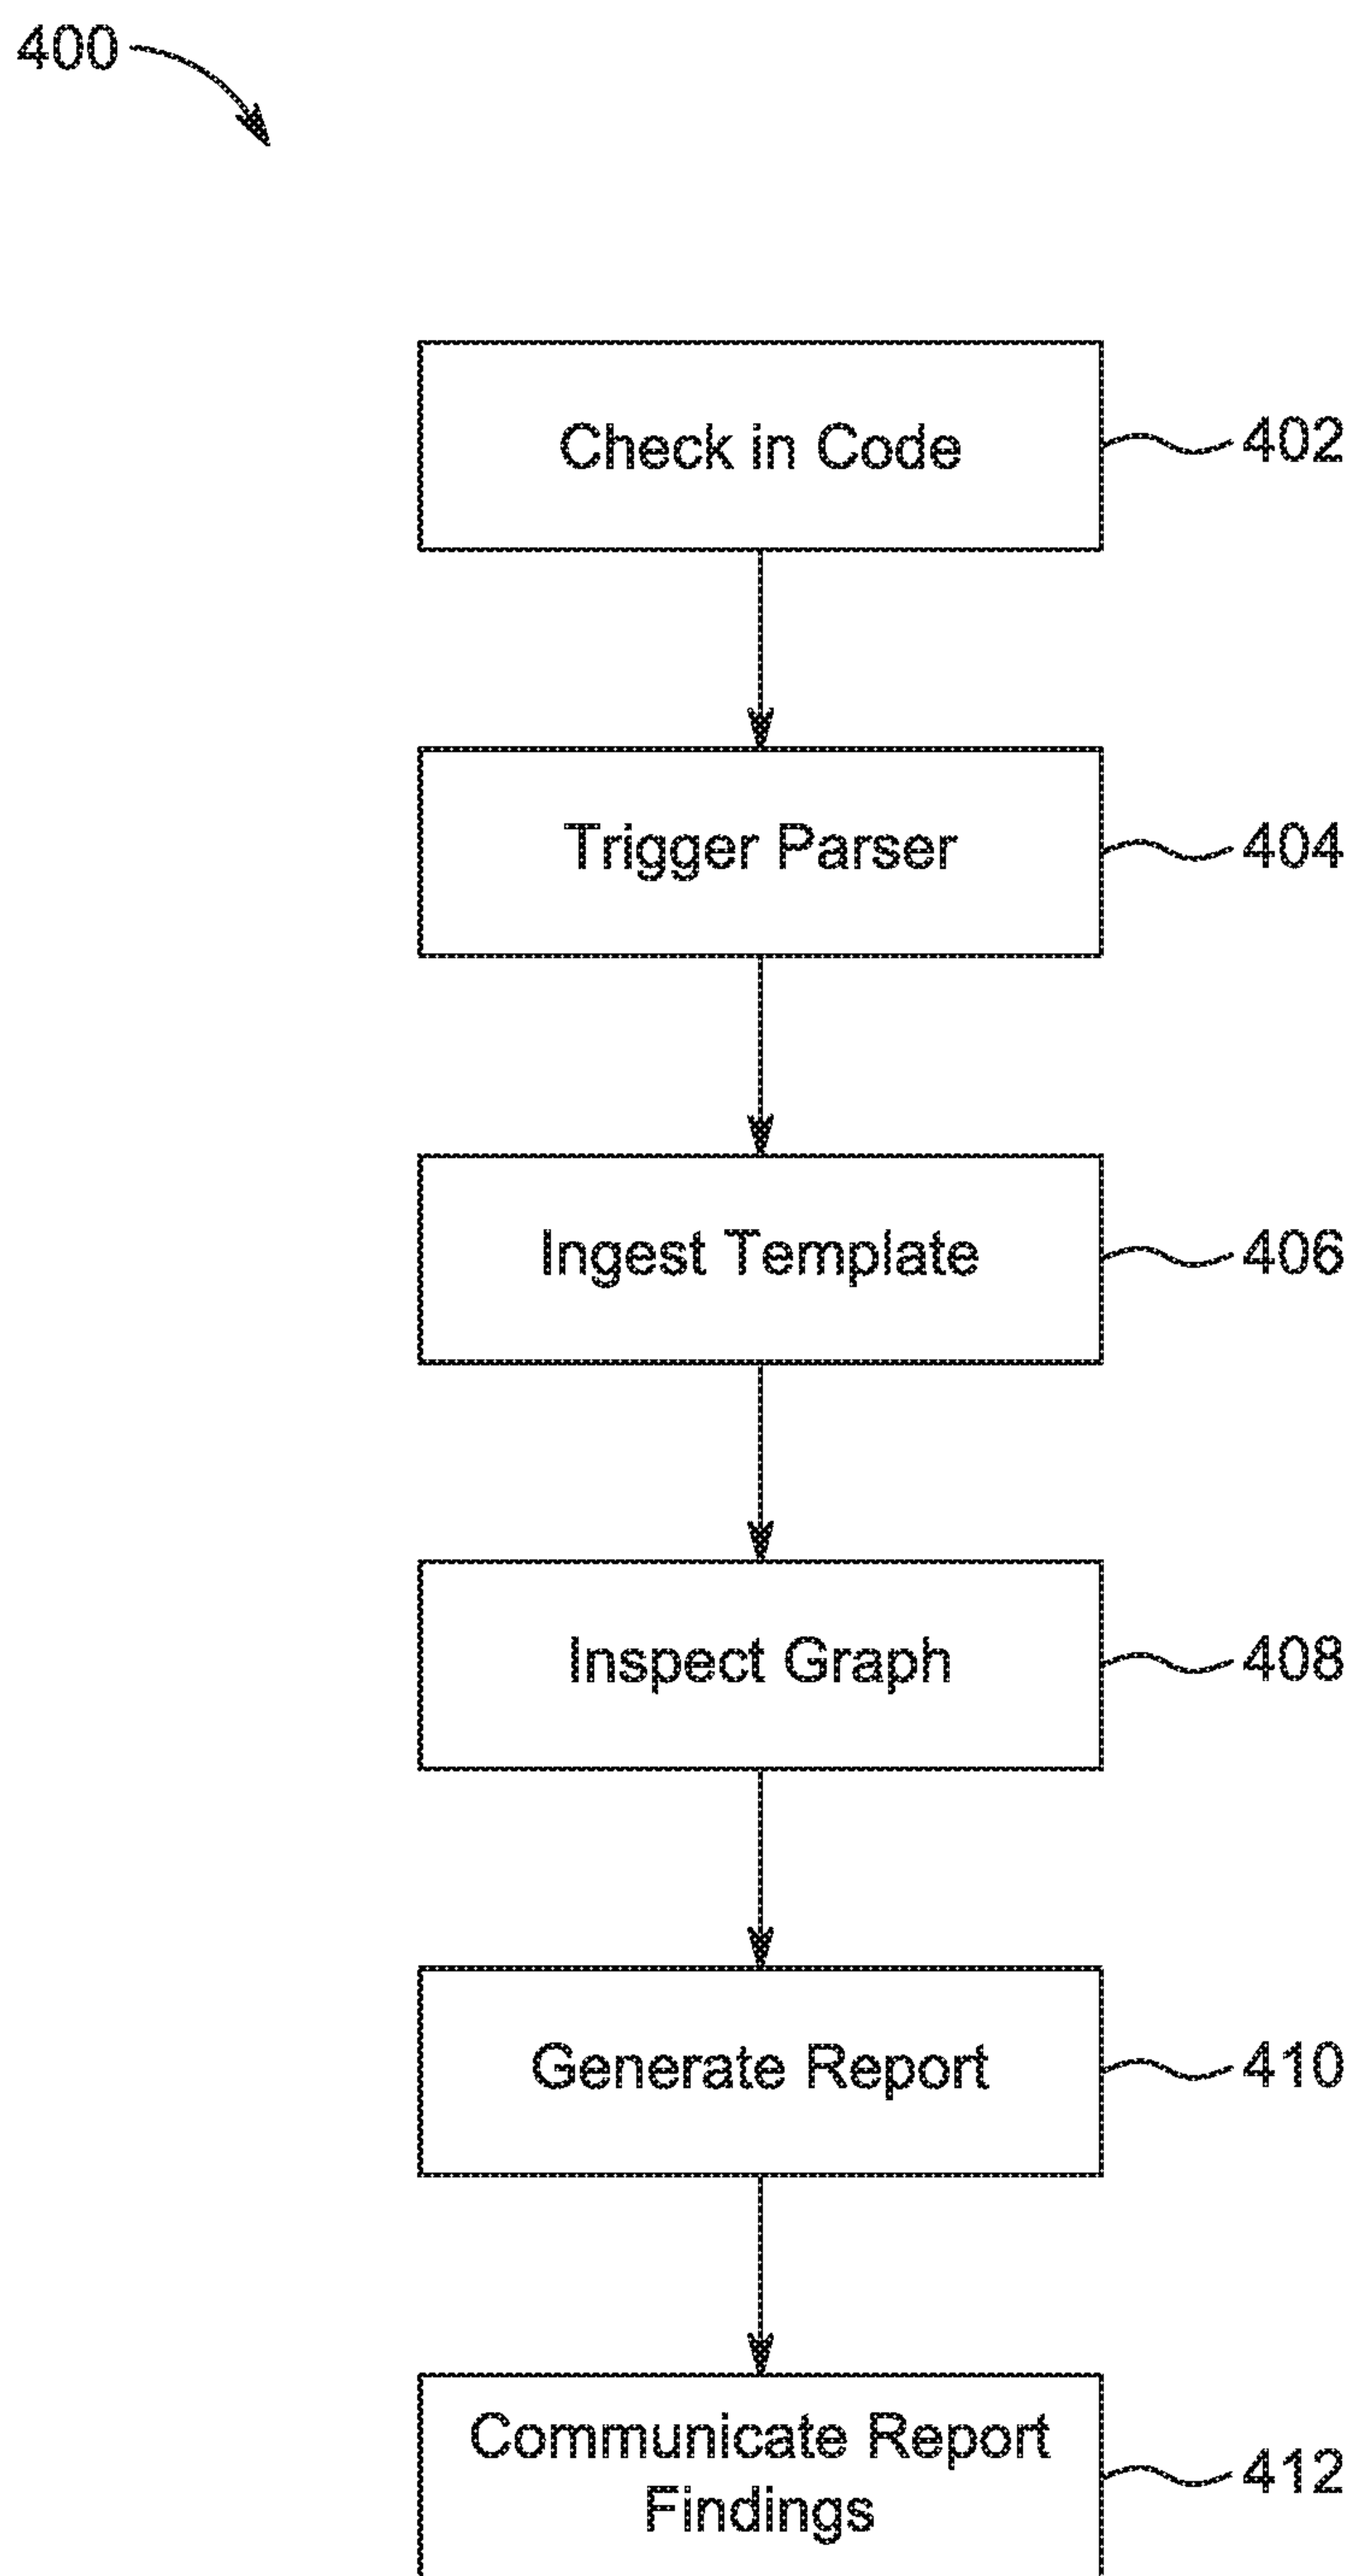 400
Check in Code
402
Trigger Parser
404
Ingest Template
406
Inspect Graph
408
Generate Report
410
Communicate Report
Findings
412